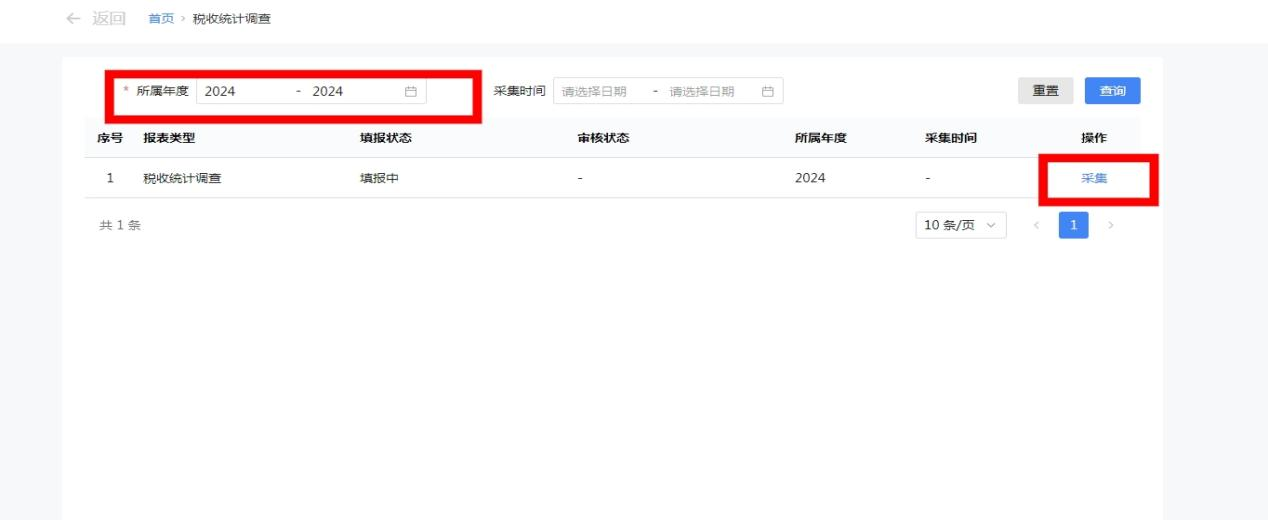 ← 返回 首页 > 税收统计调查
* 所属年度 2024 - 2024 采集时间 请选择日期 - 请选择日期 重置 查询
序号 报表类型 填报状态 审核状态 所属年度 采集时间 操作
1 税收统计调查 填报中 - 2024 - 采集
共 1 条 10 条/页 < 1 >